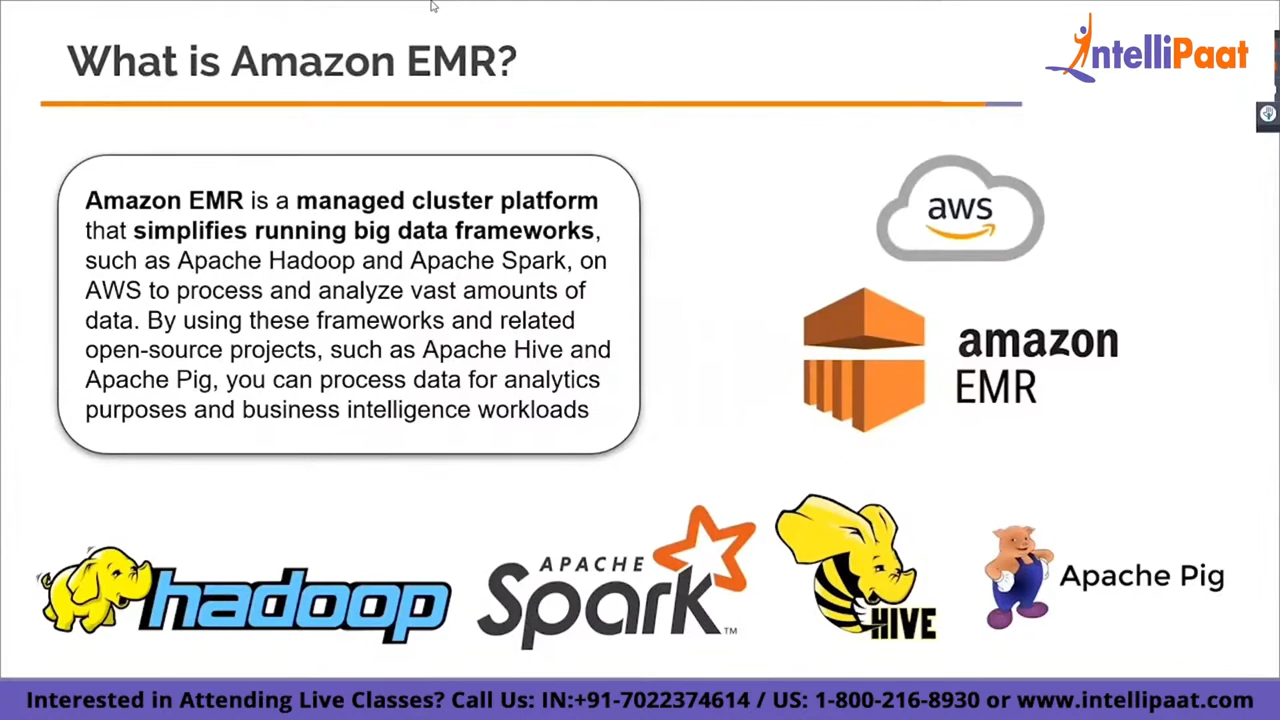 What is Amazon EMR?
IntelliPaat
Amazon EMR is a managed cluster platform
that simplifies running big data frameworks,
such as Apache Hadoop and Apache Spark, on
AWS to process and analyze vast amounts of
data. By using these frameworks and related
open-source projects, such as Apache Hive and
Apache Pig, you can process data for analytics
purposes and business intelligence workloads
aws
amazon
EMR
hadoop
APACHE
Spark™
HIVE
Apache Pig
Interested in Attending Live Classes? Call Us: IN:+91-7022374614 / US: 1-800-216-8930 or www.intellipaat.com